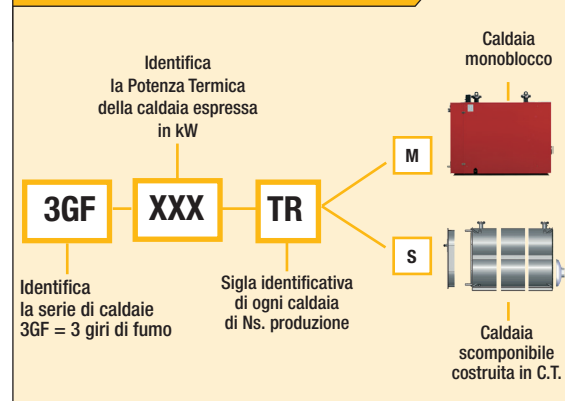 Identifica
la Potenza Termica
della caldaia espressa
in kW
Caldaia
monoblocco
M
3GF
XXX
TR
S
Identifica
la serie di caldaie
3GF = 3 giri di fumo
Sigla identificativa
di ogni caldaia
di Ns. produzione
Caldaia
scomponibile
costruita in C.T.